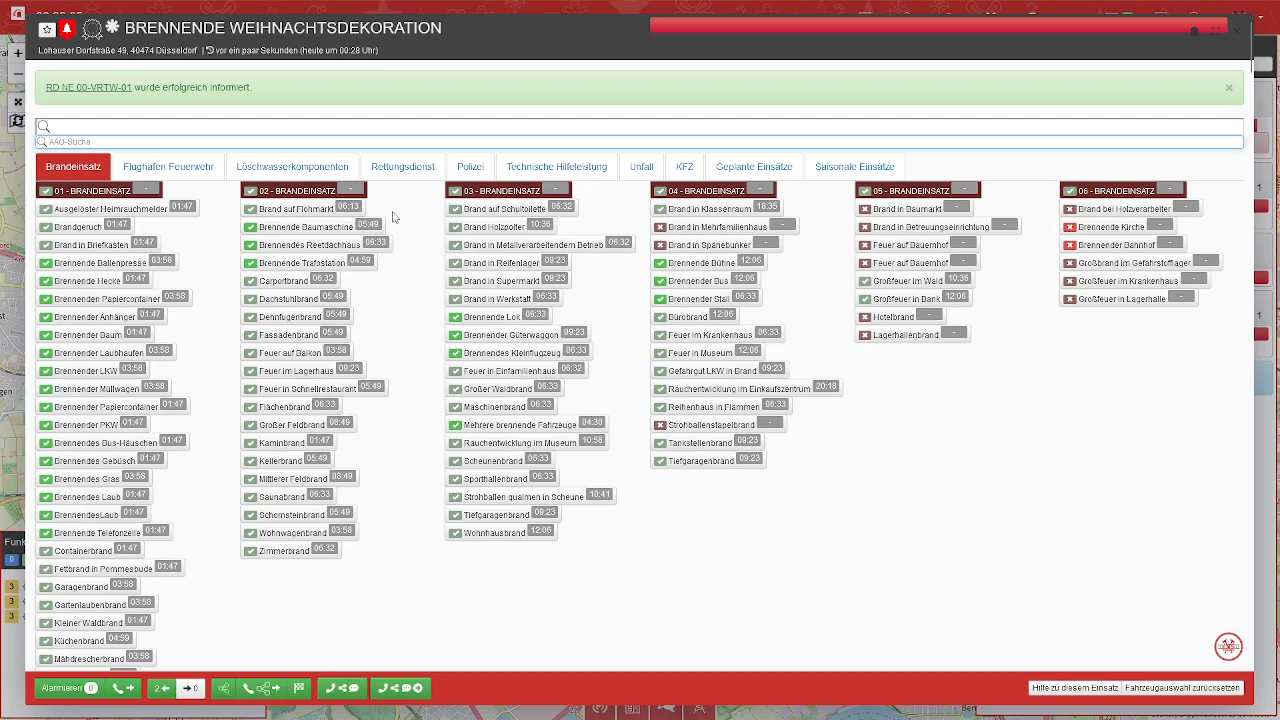 BRENNENDE WEIHNACHTSDEKORATION
Lohauser Dorfstraße 49, 40474 Düsseldorf | vor ein paar Sekunden (heute um 00:28 Uhr)
RD NE 00-VRTW-01 wurde erfolgreich informiert.
×
AAO-Suche
Brandeinsatz Flughafen Feuerwehr Löschwasserkomponenten Rettungsdienst Polizei Technische Hilfeleistung Unfall KFZ Geplante Einsätze Saisonale Einsätze
01 - BRANDEINSATZ -
Ausgelöster Heimrauchmelder 01:47
Brandgeruch 01:47
Brand in Briefkasten 01:47
Brennende Ballenpresse 03:58
Brennende Hecke 01:47
Brennenden Papiercontainer 03:58
Brennender Anhänger 01:47
Brennender Baum 01:47
Brennender Laubhaufen 03:58
Brennender LKW 03:58
Brennender Müllwagen 03:58
Brennender Papiercontainer 01:47
Brennender PKW 01:47
Brennendes Bus-Häuschen 01:47
Brennendes Gebüsch 01:47
Brennendes Gras 03:58
Brennendes Laub 01:47
BrennendesLaub 01:47
Brennende Telefonzelle 01:47
Containerbrand 01:47
Fettbrand in Pommesbude 01:47
Garagenbrand 03:58
Gartenlaubenbrand 03:58
Kleiner Waldbrand 01:47
Küchenbrand 04:59
Mähdrescherbrand 03:58
02 - BRANDEINSATZ -
Brand auf Flohmarkt 06:13
Brennende Baumaschine 05:49
Brennendes Reetdachhaus 06:33
Brennende Trafostation 04:59
Carportbrand 06:32
Dachstuhlbrand 05:49
Dehnfugenbrand 05:49
Fassadenbrand 05:49
Feuer auf Balkon 03:58
Feuer im Lagerhaus 09:23
Feuer in Schnellrestaurant 05:49
Flächenbrand 06:33
Großer Feldbrand 08:49
Kaminbrand 01:47
Kellerbrand 05:49
Mittlerer Feldbrand 08:49
Saunabrand 06:33
Schornsteinbrand 05:49
Wohnwagenbrand 03:58
Zimmerbrand 06:32
03 - BRANDEINSATZ -
Brand auf Schultoilette 06:32
Brand Holzpolter 10:36
Brand in Metallverarbeitendem Betrieb 06:32
Brand in Reifenlager 09:23
Brand in Supermarkt 09:23
Brand in Werkstatt 06:33
Brennende Lok 06:33
Brennender Güterwaggon 09:23
Brennendes Kleinflugzeug 06:33
Feuer in Einfamilienhaus 06:32
Großer Waldbrand 06:33
Maschinenbrand 06:33
Mehrere brennende Fahrzeuge 04:30
Rauchentwicklung im Museum 10:58
Scheunenbrand 06:33
Sporthallenbrand 06:33
Strohballen qualmen in Scheune 10:41
Tiefgaragenbrand 09:23
Wohnhausbrand 12:06
04 - BRANDEINSATZ -
Brand in Klassenraum 18:35
Brand in Mehrfamilienhaus -
Brand in Spänebunker -
Brennende Bühne 12:06
Brennender Bus 12:06
Brennender Stall 06:33
Bürobrand 12:06
Feuer im Krankenhaus 06:33
Feuer in Museum 12:06
Gefahrgut LKW in Brand 09:23
Rauchentwicklung im Einkaufszentrum 20:18
Reihenhaus in Flammen 06:33
Strohballenstapelbrand -
Tankstellenbrand 09:23
Tiefgaragenbrand 09:23
05 - BRANDEINSATZ -
Brand in Baumarkt -
Brand in Betreuungseinrichtung -
Feuer auf Bauernhof -
Feuer auf Bauernhof -
Großfeuer im Wald 10:36
Großfeuer in Bank 12:06
Hotelbrand -
Lagerhallenbrand -
06 - BRANDEINSATZ -
Brand bei Holzverarbeiter -
Brennende Kirche -
Brennender Bahnhof -
Großbrand im Gefahrstofflager -
Großfeuer im Krankenhaus -
Großfeuer in Lagerhalle -
Funk
0
3
3
3
1
1
Alarmieren 0 2 0 Hilfe zu diesem Einsatz Fahrzeugauswahl zurücksetzen